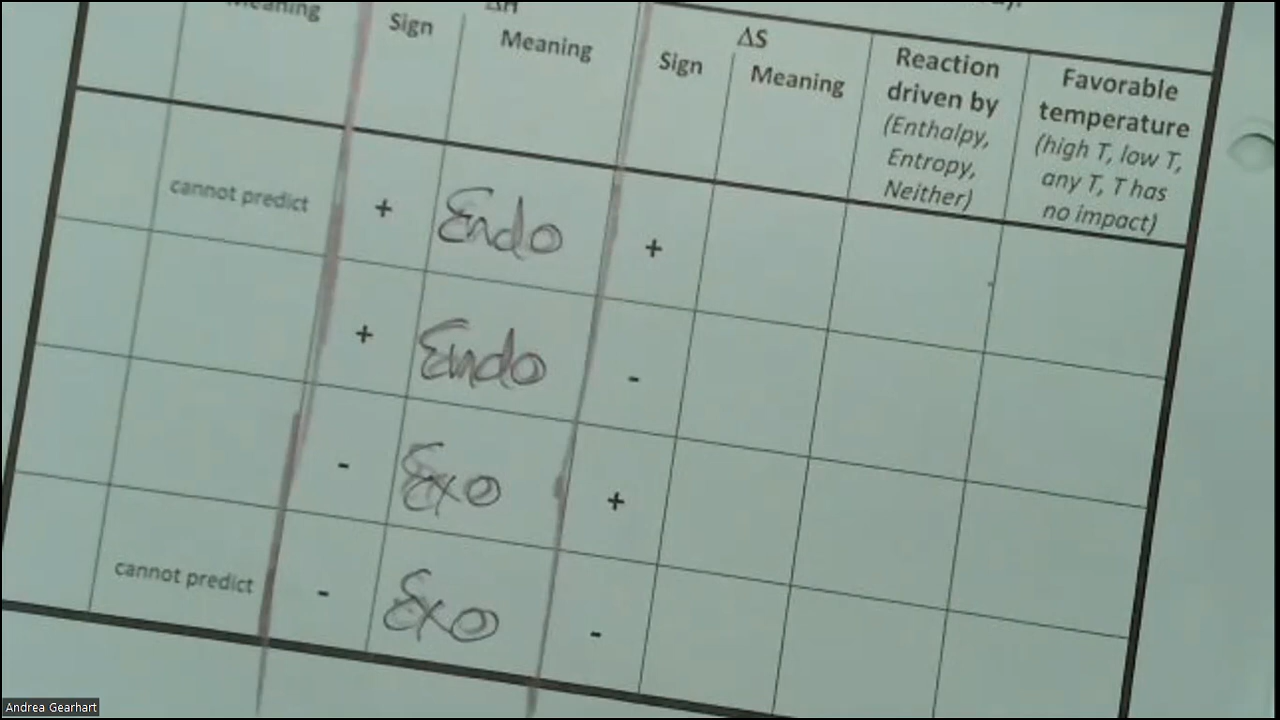 Meaning
ΔH
Sign
Meaning
ΔS
Sign
Meaning
Reaction
driven by
(Enthalpy,
Entropy,
Neither)
Favorable
temperature
(high T, low T,
any T, T has
no impact)
cannot predict + Endo +
+ Endo -
- Exo +
cannot predict - Exo -
Andrea Gearhart